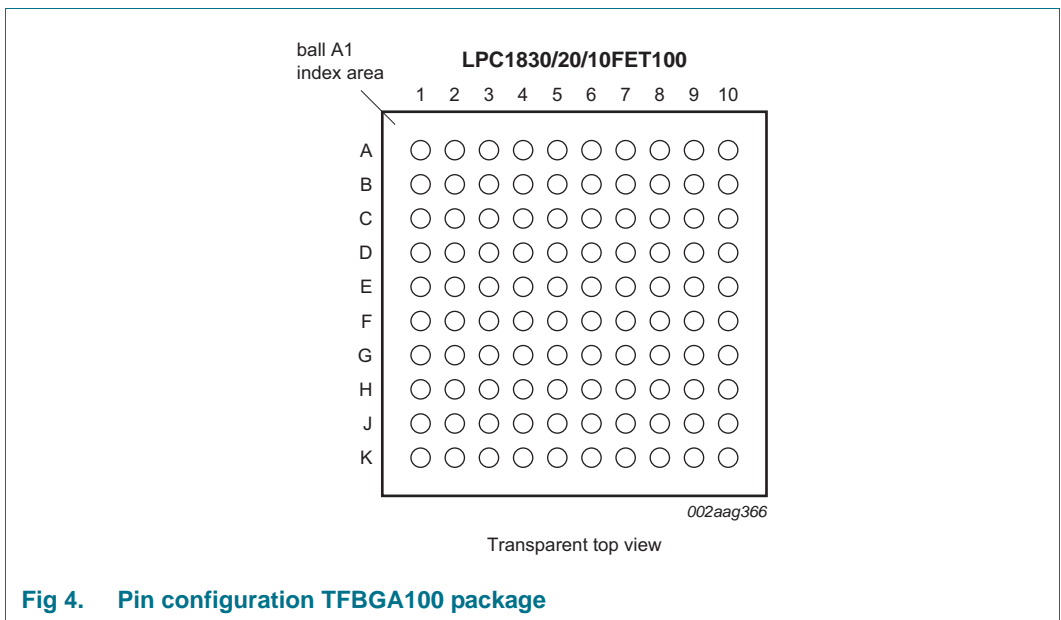 ball A1
index area
LPC1830/20/10FET100
1 2 3 4 5 6 7 8 9 10
A
B
C
D
E
F
G
H
J
K
002aag366
Transparent top view
Fig 4. Pin configuration TFBGA100 package